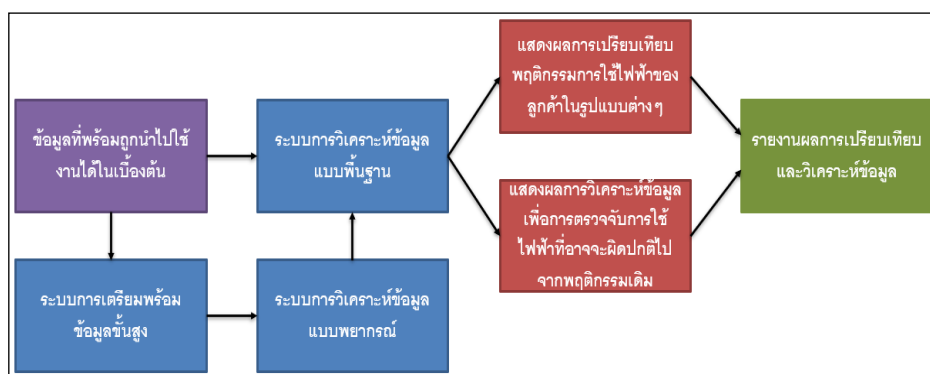 ข้อมูลที่พร้อมถูกนำไปใช้
งานได้ในเบื้องต้น
ระบบการวิเคราะห์ข้อมูล
แบบพื้นฐาน
แสดงผลการเปรียบเทียบ
พฤติกรรมการใช้ไฟฟ้าของ
ลูกค้าในรูปแบบต่างๆ
รายงานผลการเปรียบเทียบ
และวิเคราะห์ข้อมูล
แสดงผลการวิเคราะห์ข้อมูล
เพื่อการตรวจจับการใช้
ไฟฟ้าที่อาจจะผิดปกติไป
จากพฤติกรรมเดิม
ระบบการเตรียมพร้อม
ข้อมูลขั้นสูง
ระบบการวิเคราะห์ข้อมูล
แบบพยากรณ์